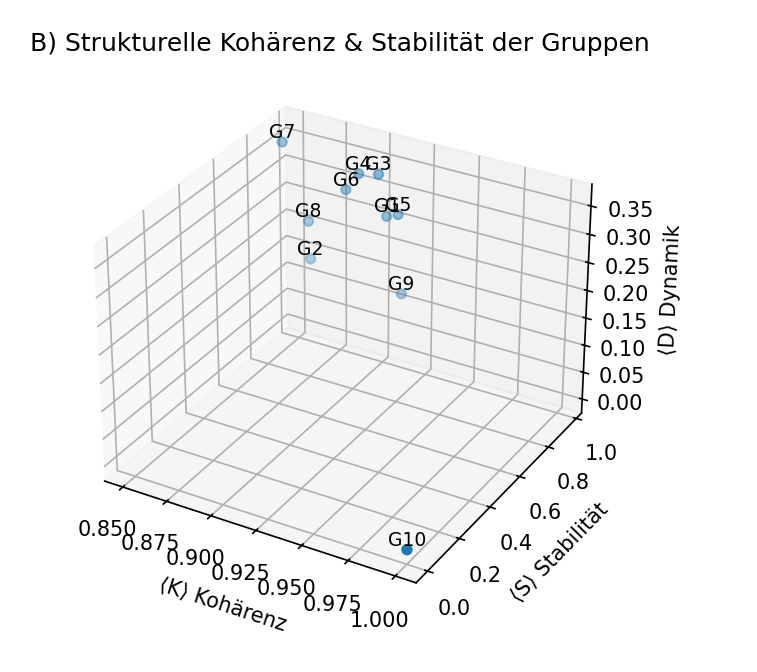 B) Strukturelle Kohärenz & Stabilität der Gruppen
G7
G4
G3
G6
G1
G5
G8
G2
G9
G10
0.35
0.30
0.25
0.20
0.15
0.10
0.05
0.00
⟨D⟩ Dynamik
1.0
0.8
0.6
0.4
0.2
0.0
⟨S⟩ Stabilität
0.850
0.875
0.900
0.925
0.950
0.975
1.000
⟨K⟩ Kohärenz